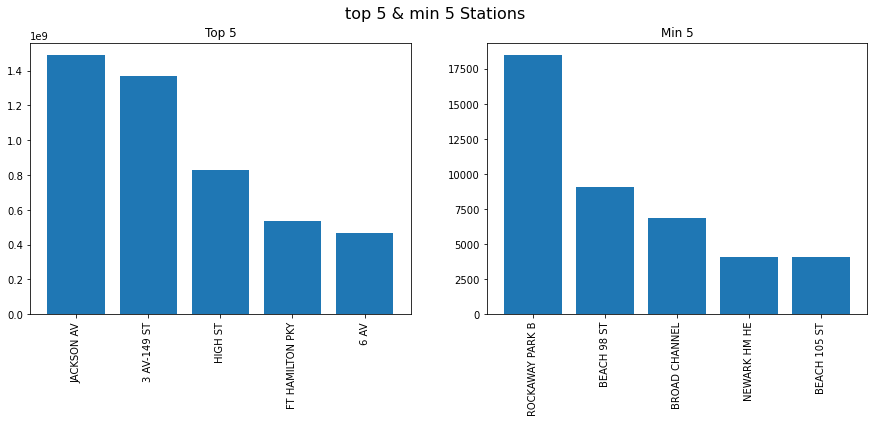 top 5 & min 5 Stations
Top 5
1e9
1.4
1.2
1.0
0.8
0.6
0.4
0.2
0.0
JACKSON AV
3 AV-149 ST
HIGH ST
FT HAMILTON PKY
6 AV
Min 5
17500
15000
12500
10000
7500
5000
2500
0
ROCKAWAY PARK B
BEACH 98 ST
BROAD CHANNEL
NEWARK HM HE
BEACH 105 ST